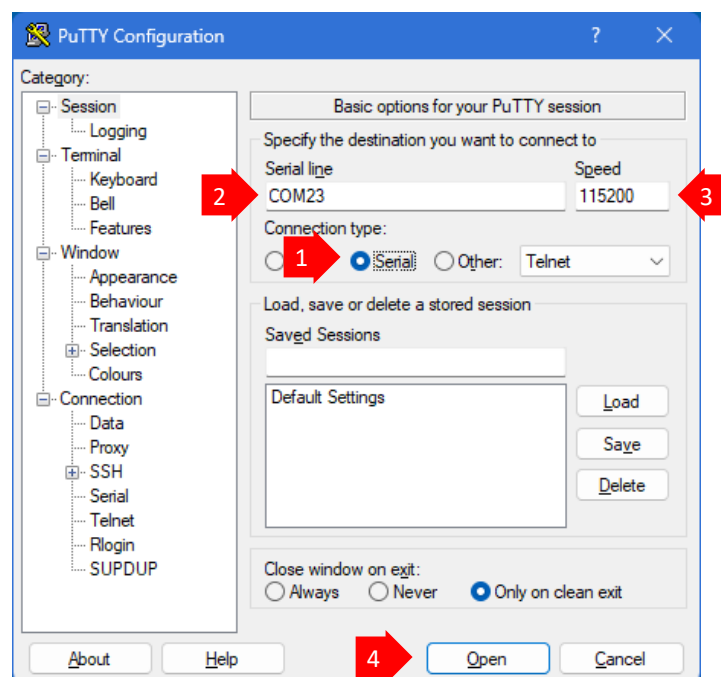 PuTTY Configuration
?
Category:
Session
Logging
Terminal
Keyboard
Bell
Features
Window
Appearance
Behaviour
Translation
Selection
Colours
Connection
Data
Proxy
SSH
Serial
Telnet
Rlogin
SUPDUP
Basic options for your PuTTY session
Specify the destination you want to connect to
Serial line Speed
2 COM23 115200 3
Connection type:
1 Serial Other: Telnet
Load, save or delete a stored session
Saved Sessions
Default Settings
Load
Save
Delete
Close window on exit:
Always Never Only on clean exit
About Help 4 Open Cancel